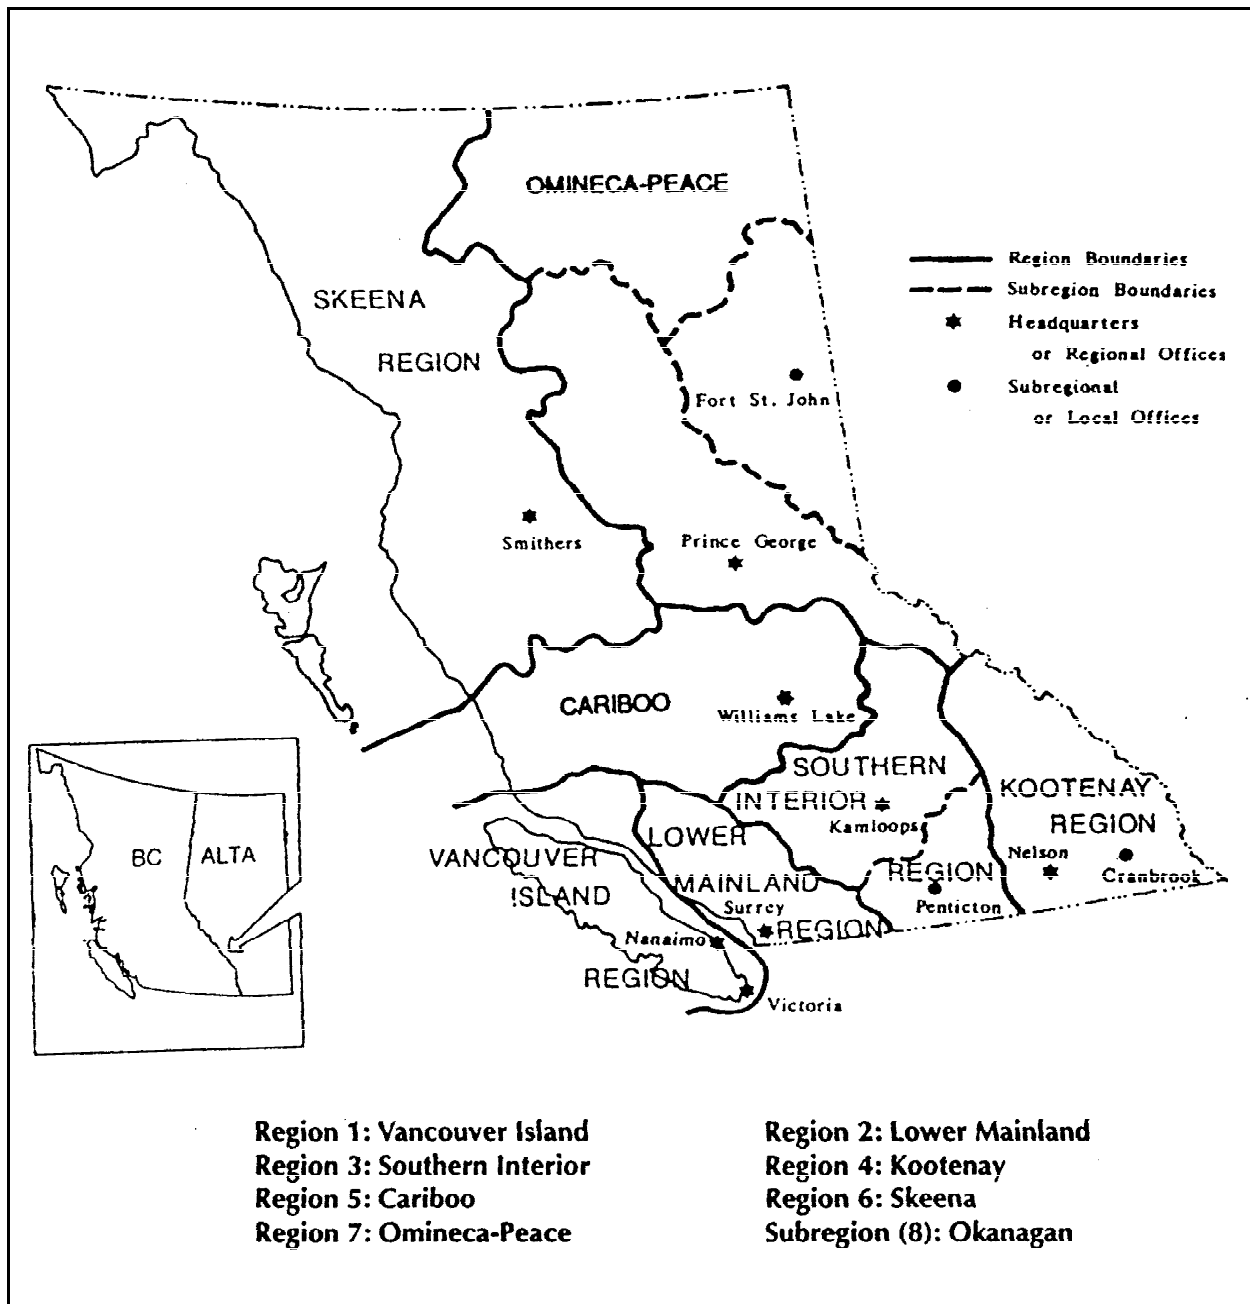 OMINECA-PEACE
SKEENA
REGION
Region Boundaries
Subregion Boundaries
Headquarters
or Regional Offices
Subregional
or Local Offices
Fort St. John
Smithers
Prince George
CARIBOO
Williams Lake
SOUTHERN
INTERIOR
Kamloops
REGION
Penticton
KOOTENAY
REGION
Nelson
Cranbrook
LOWER
MAINLAND
Surrey
REGION
VANCOUVER
ISLAND
Nanaimo
REGION
Victoria
BC
ALTA
Region 1: Vancouver Island
Region 2: Lower Mainland
Region 3: Southern Interior
Region 4: Kootenay
Region 5: Cariboo
Region 6: Skeena
Region 7: Omineca-Peace
Subregion (8): Okanagan